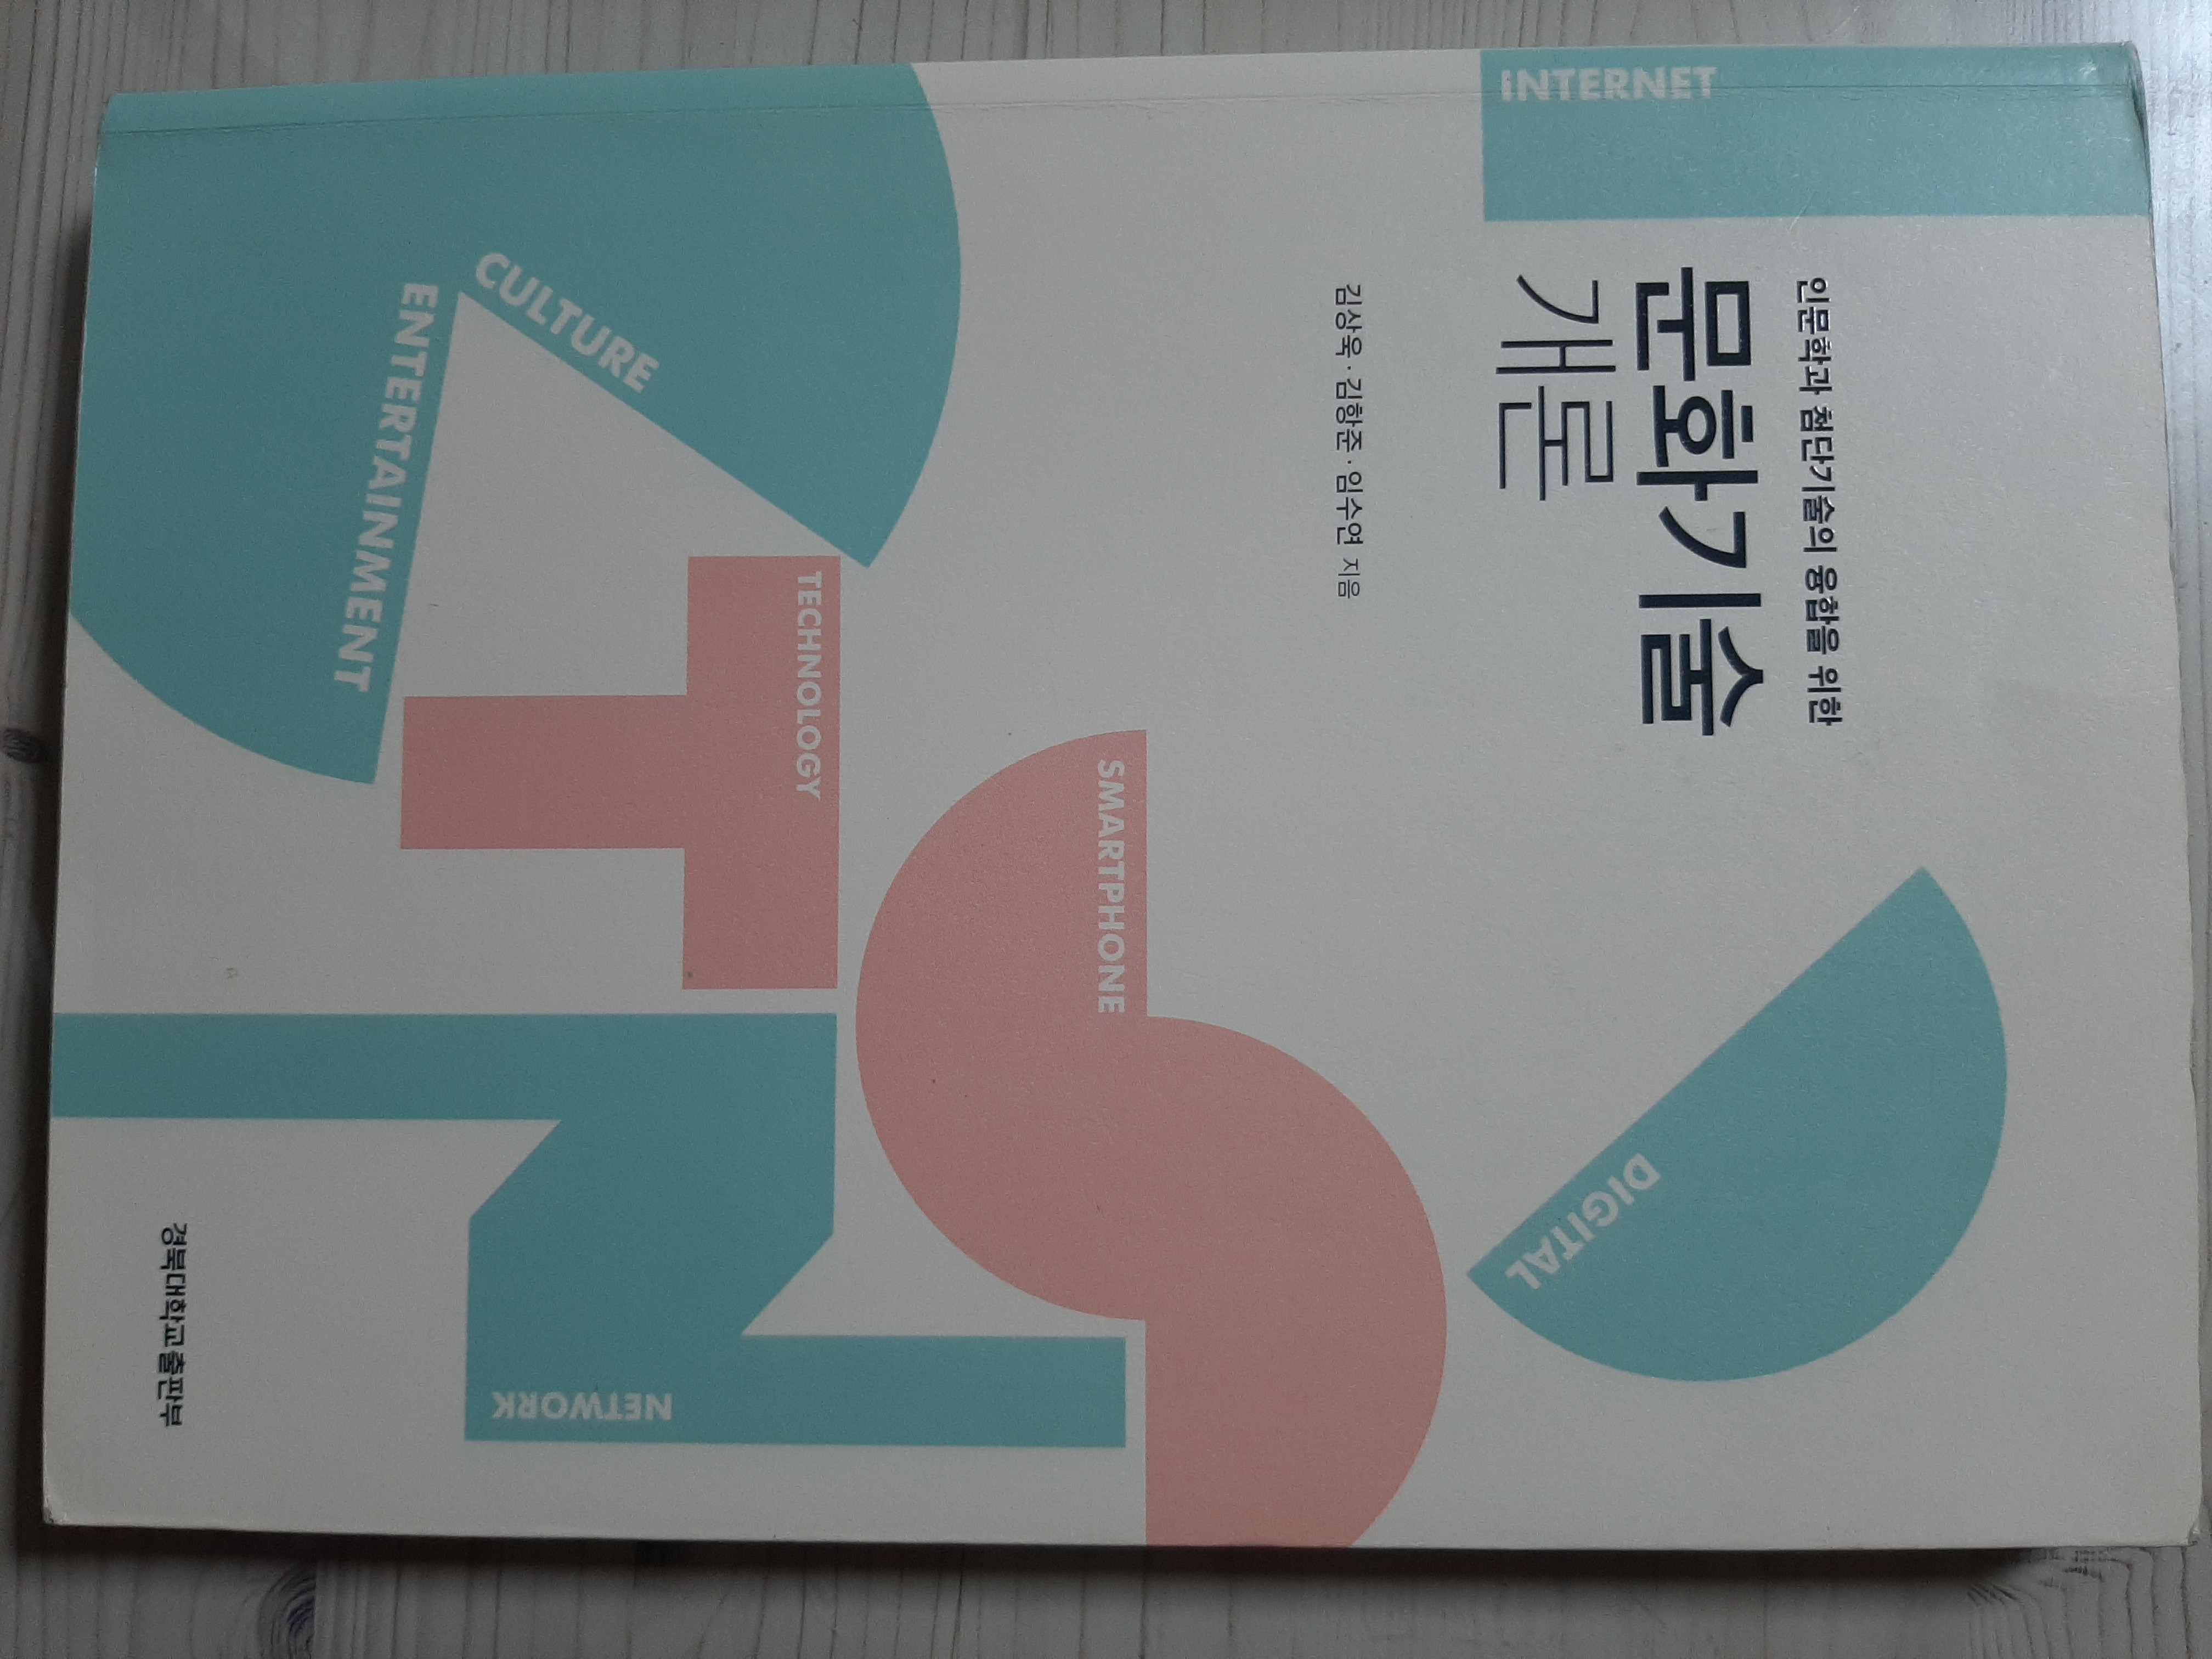 인문학과 첨단기술의 융합을 위한
문화기술
개론
김상욱 · 김항준 · 임수연 지음
INTERNET
DIGITAL
SMARTPHONE
TECHNOLOGY
CULTURE
ENTERTAINMENT
NETWORK
경북대학교출판부